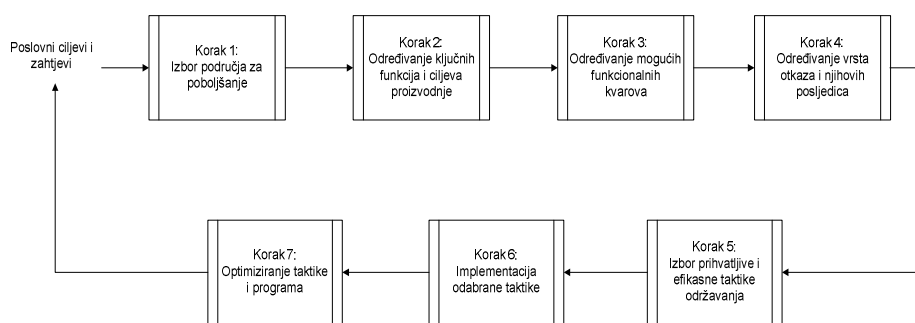 Poslovni ciljevi i
zahtjevi
Korak 1:
Izbor područja za
poboljšanje
Korak 2:
Određivanje ključnih
funkcija i ciljeva
proizvodnje
Korak 3:
Određivanje mogućih
funkcionalnih
kvarova
Korak 4:
Određivanje vrsta
otkaza i njihovih
posljedica
Korak 5:
Izbor prihvatljive i
efikasne taktike
održavanja
Korak 6:
Implementacija
odabrane taktike
Korak 7:
Optimiziranje taktike
i programa